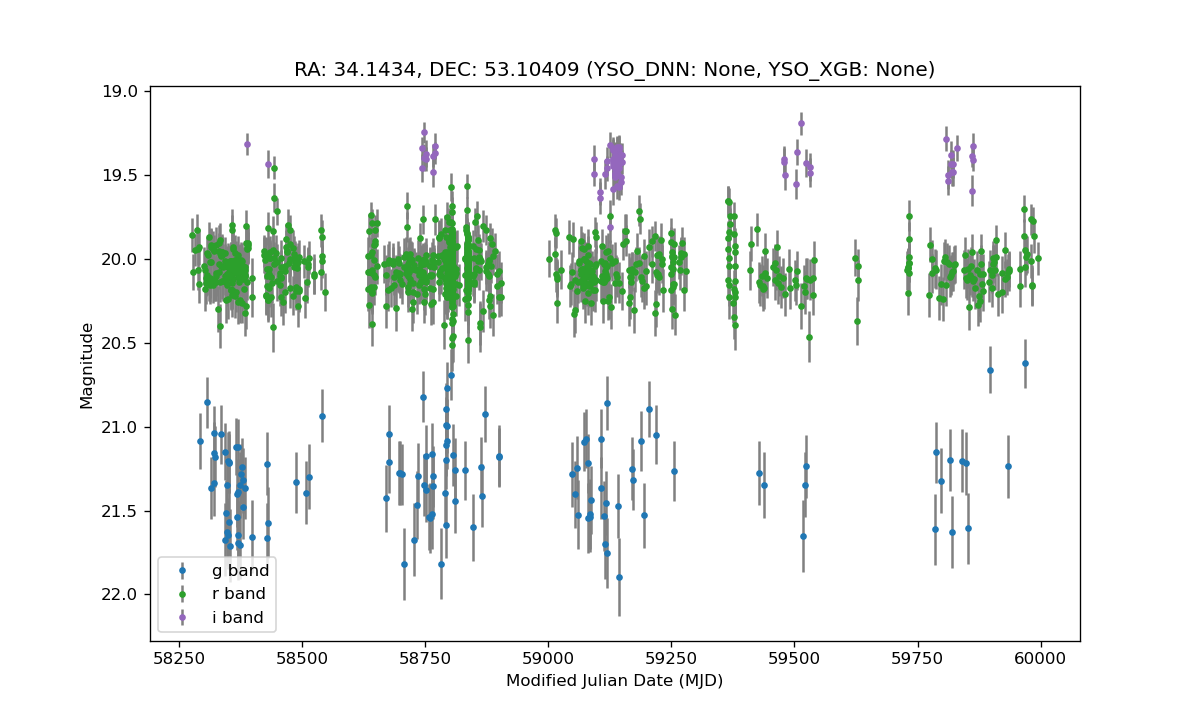 RA: 34.1434, DEC: 53.10409 (YSO_DNN: None, YSO_XGB: None)
19.0
19.5
20.0
20.5
21.0
21.5
22.0
Magnitude
g band
r band
i band
58250 58500 58750 59000 59250 59500 59750 60000
Modified Julian Date (MJD)